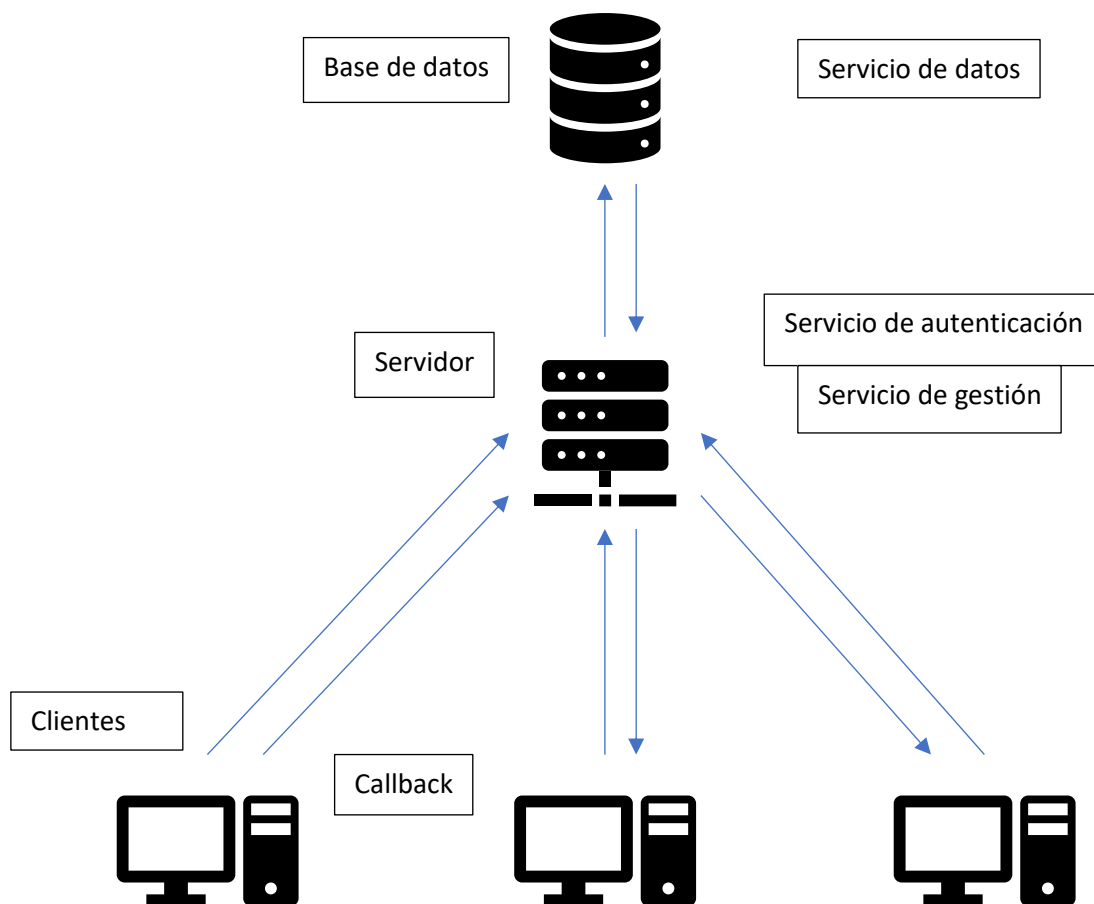 Base de datos
Servicio de datos
Servicio de autenticación
Servidor
Servicio de gestión
Clientes
Callback